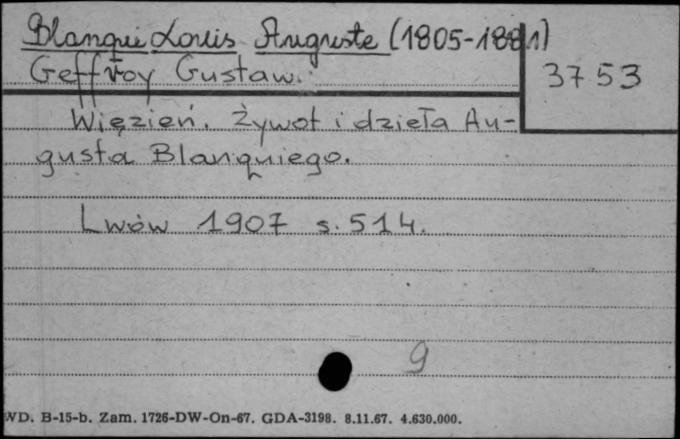 Blanqui Louis Auguste (1805-1881)
Geffroy Gustaw.
3753
Więzień. Żywot i dzieła Au-
gusta Blanquiego.
Lwów 1907 s. 514.
9
WD. B-15-b. Zam. 1726-DW-On-67. GDA-3198. 8.11.67. 4.630.000.